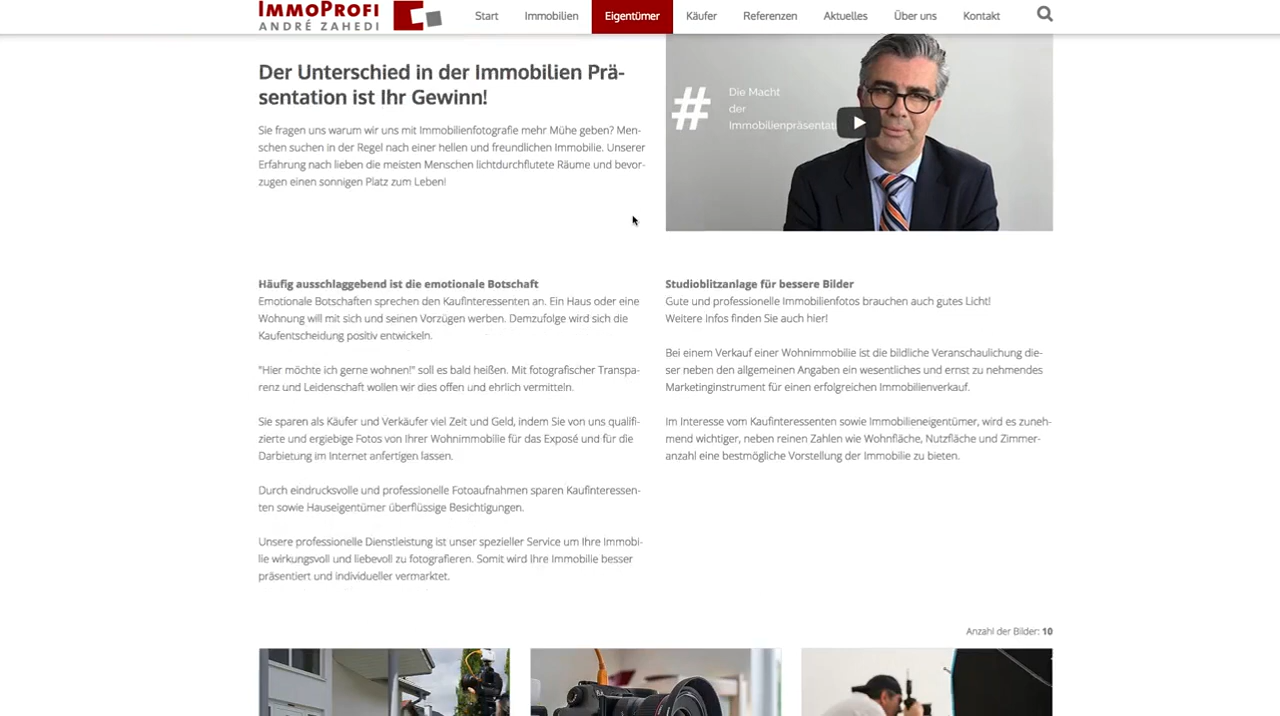 IMMOPROFI
ANDRÉ ZAHEDI
Start Immobilien Eigentümer Käufer Referenzen Aktuelles Über uns Kontakt
Der Unterschied in der Immobilien Prä-
sentation ist Ihr Gewinn!
Sie fragen uns warum wir uns mit Immobilienfotografie mehr Mühe geben? Men-
schen suchen in der Regel nach einer hellen und freundlichen Immobilie. Unserer
Erfahrung nach lieben die meisten Menschen lichtdurchflutete Räume und bevor-
zugen einen sonnigen Platz zum Leben!
#
Die Macht
der
Immobilienpräsentati
Häufig ausschlaggebend ist die emotionale Botschaft
Emotionale Botschaften sprechen den Kaufinteressenten an. Ein Haus oder eine
Wohnung will mit sich und seinen Vorzügen werben. Demzufolge wird sich die
Kaufentscheidung positiv entwickeln.
"Hier möchte ich gerne wohnen!" soll es bald heißen. Mit fotografischer Transpa-
renz und Leidenschaft wollen wir dies offen und ehrlich vermitteln.
Sie sparen als Käufer und Verkäufer viel Zeit und Geld, indem Sie von uns qualifi-
zierte und ergiebige Fotos von Ihrer Wohnimmobilie für das Exposé und für die
Darbietung im Internet anfertigen lassen.
Durch eindrucksvolle und professionelle Fotoaufnahmen sparen Kaufinteressen-
ten sowie Hauseigentümer überflüssige Besichtigungen.
Unsere professionelle Dienstleistung ist unser spezieller Service um Ihre Immobi-
lie wirkungsvoll und liebevoll zu fotografieren. Somit wird Ihre Immobilie besser
präsentiert und individueller vermarktet.
Studioblitzanlage für bessere Bilder
Gute und professionelle Immobilienfotos brauchen auch gutes Licht!
Weitere Infos finden Sie auch hier!
Bei einem Verkauf einer Wohnimmobilie ist die bildliche Veranschaulichung die-
ser neben den allgemeinen Angaben ein wesentliches und ernst zu nehmendes
Marketinginstrument für einen erfolgreichen Immobilienverkauf.
Im Interesse vom Kaufinteressenten sowie Immobilieneigentümer, wird es zuneh-
mend wichtiger, neben reinen Zahlen wie Wohnfläche, Nutzfläche und Zimmer-
anzahl eine bestmögliche Vorstellung der Immobilie zu bieten.
Anzahl der Bilder: 10